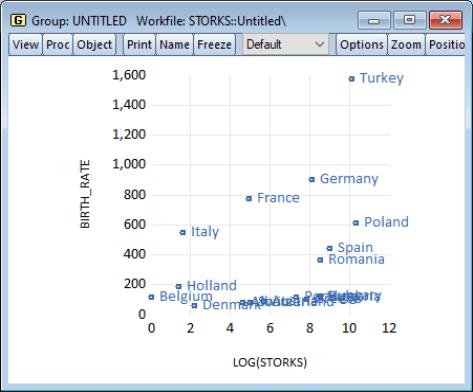 Group: UNTITLED Workfile: STORKS::Untitled\
View Proc Object Print Name Freeze Default Options Zoom Positio
1,600
Turkey
1,400
1,200
1,000
Germany
800
France
BIRTH_RATE
600
Poland
Italy
Spain
400
Romania
200
Holland
Belgium
Denmark
0
0 2 4 6 8 10 12
LOG(STORKS)